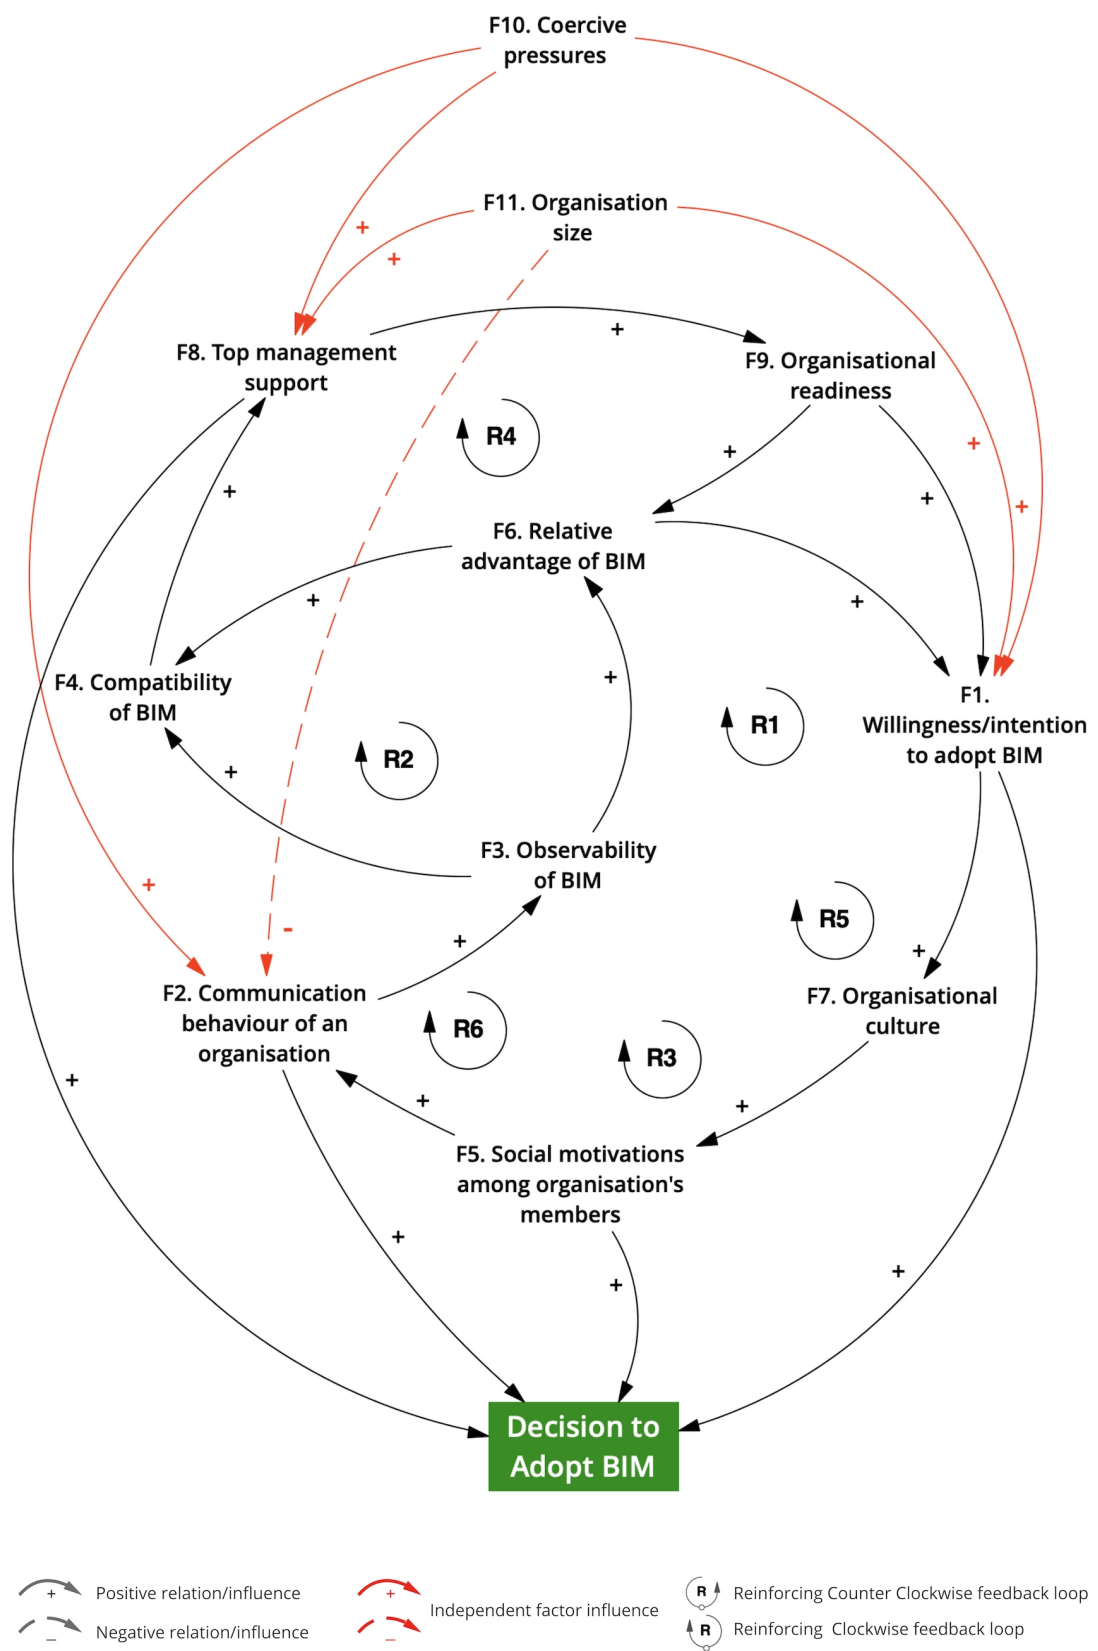 F10. Coercive
pressures
F11. Organisation
size
+
+
F8. Top management
support
+
F9. Organisational
readiness
R4
+
+
+
+
+
F6. Relative
advantage of BIM
+
+
F4. Compatibility
of BIM
+
F1.
Willingness/intention
to adopt BIM
R1
R2
+
F3. Observability
of BIM
+
R5
-
+
+
F2. Communication
behaviour of an
organisation
F7. Organisational
culture
R6
R3
+
+
+
F5. Social motivations
among organisation's
members
+
+
+
Decision to
Adopt BIM
+ Positive relation/influence
− Negative relation/influence
+
−
Independent factor influence
R Reinforcing Counter Clockwise feedback loop
R Reinforcing Clockwise feedback loop